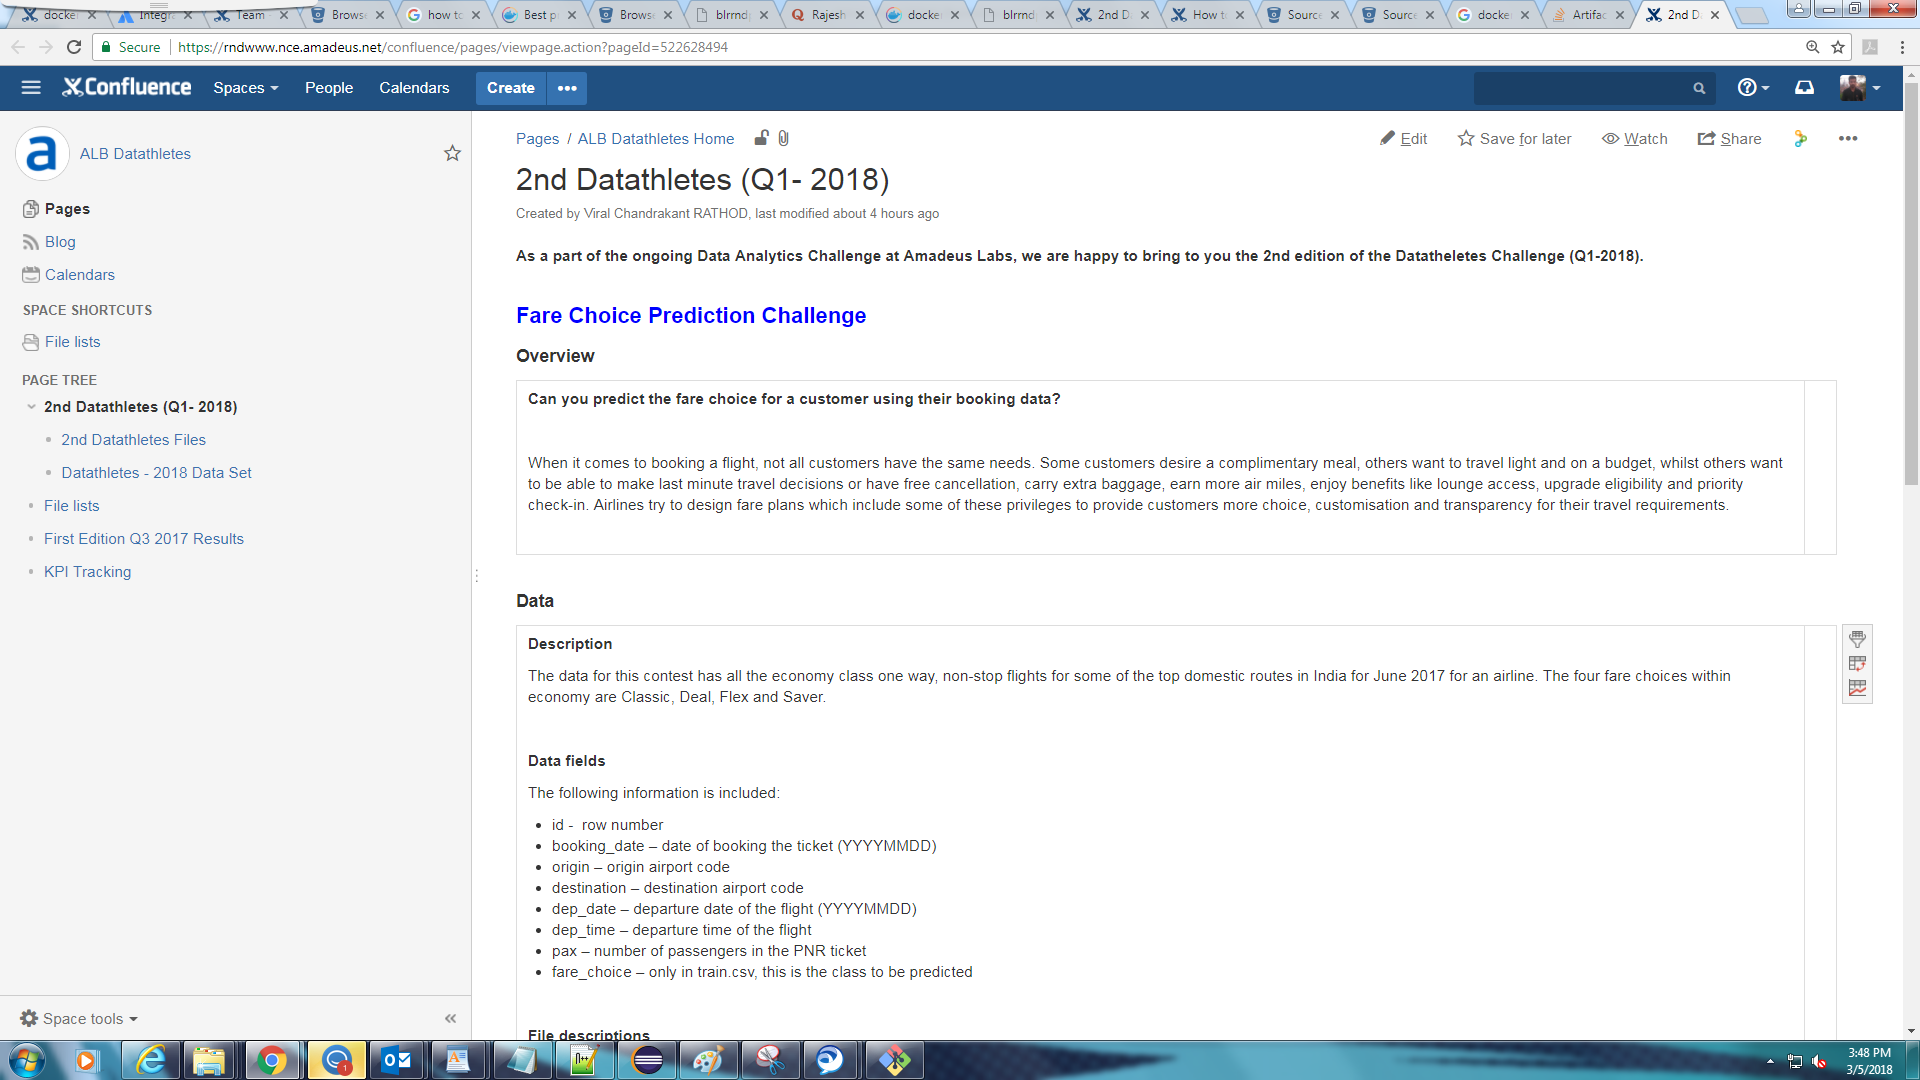 docke
Integra
Team
Browse
how to
Best p
Browse
blrrnd
Rajesh
docke
blrrnd
2nd D
How to
Source
Source
docke
Artifac
2nd D
Secure
https://rndwww.nce.amadeus.net/confluence/pages/viewpage.action?pageId=522628494
Confluence
Spaces
People
Calendars
Create
ALB Datathletes
Pages
Blog
Calendars
SPACE SHORTCUTS
File lists
PAGE TREE
2nd Datathletes (Q1- 2018)
2nd Datathletes Files
Datathletes - 2018 Data Set
File lists
First Edition Q3 2017 Results
KPI Tracking
Space tools
Pages / ALB Datathletes Home
Edit
Save for later
Watch
Share
2nd Datathletes (Q1- 2018)
Created by Viral Chandrakant RATHOD, last modified about 4 hours ago
As a part of the ongoing Data Analytics Challenge at Amadeus Labs, we are happy to bring to you the 2nd edition of the Datatheletes Challenge (Q1-2018).
Fare Choice Prediction Challenge
Overview
Can you predict the fare choice for a customer using their booking data?
When it comes to booking a flight, not all customers have the same needs. Some customers desire a complimentary meal, others want to travel light and on a budget, whilst others want
to be able to make last minute travel decisions or have free cancellation, carry extra baggage, earn more air miles, enjoy benefits like lounge access, upgrade eligibility and priority
check-in. Airlines try to design fare plans which include some of these privileges to provide customers more choice, customisation and transparency for their travel requirements.
Data
Description
The data for this contest has all the economy class one way, non-stop flights for some of the top domestic routes in India for June 2017 for an airline. The four fare choices within
economy are Classic, Deal, Flex and Saver.
Data fields
The following information is included:
id - row number
booking_date – date of booking the ticket (YYYYMMDD)
origin – origin airport code
destination – destination airport code
dep_date – departure date of the flight (YYYYMMDD)
dep_time – departure time of the flight
pax – number of passengers in the PNR ticket
fare_choice – only in train.csv, this is the class to be predicted
File descriptions
3:48 PM
3/5/2018